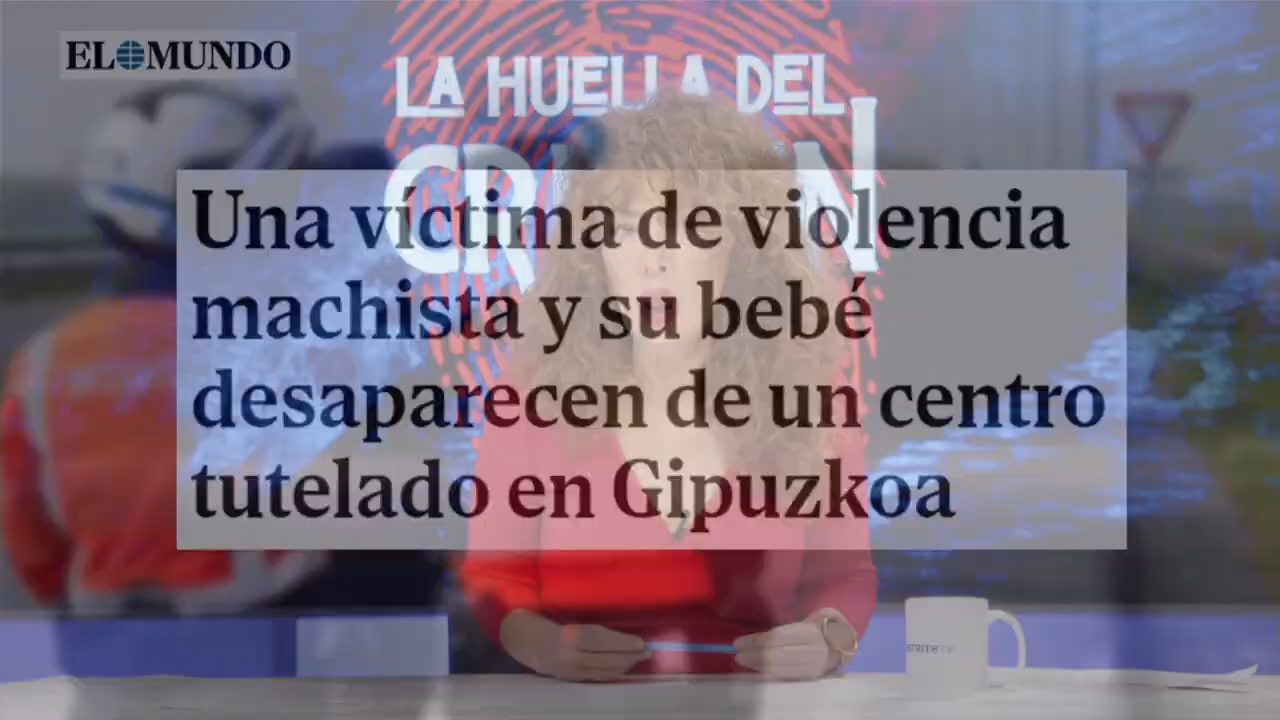 EL MUNDO
LA HUELLA DEL
Una víctima de violencia
machista y su bebé
desaparecen de un centro
tutelado en Gipuzkoa